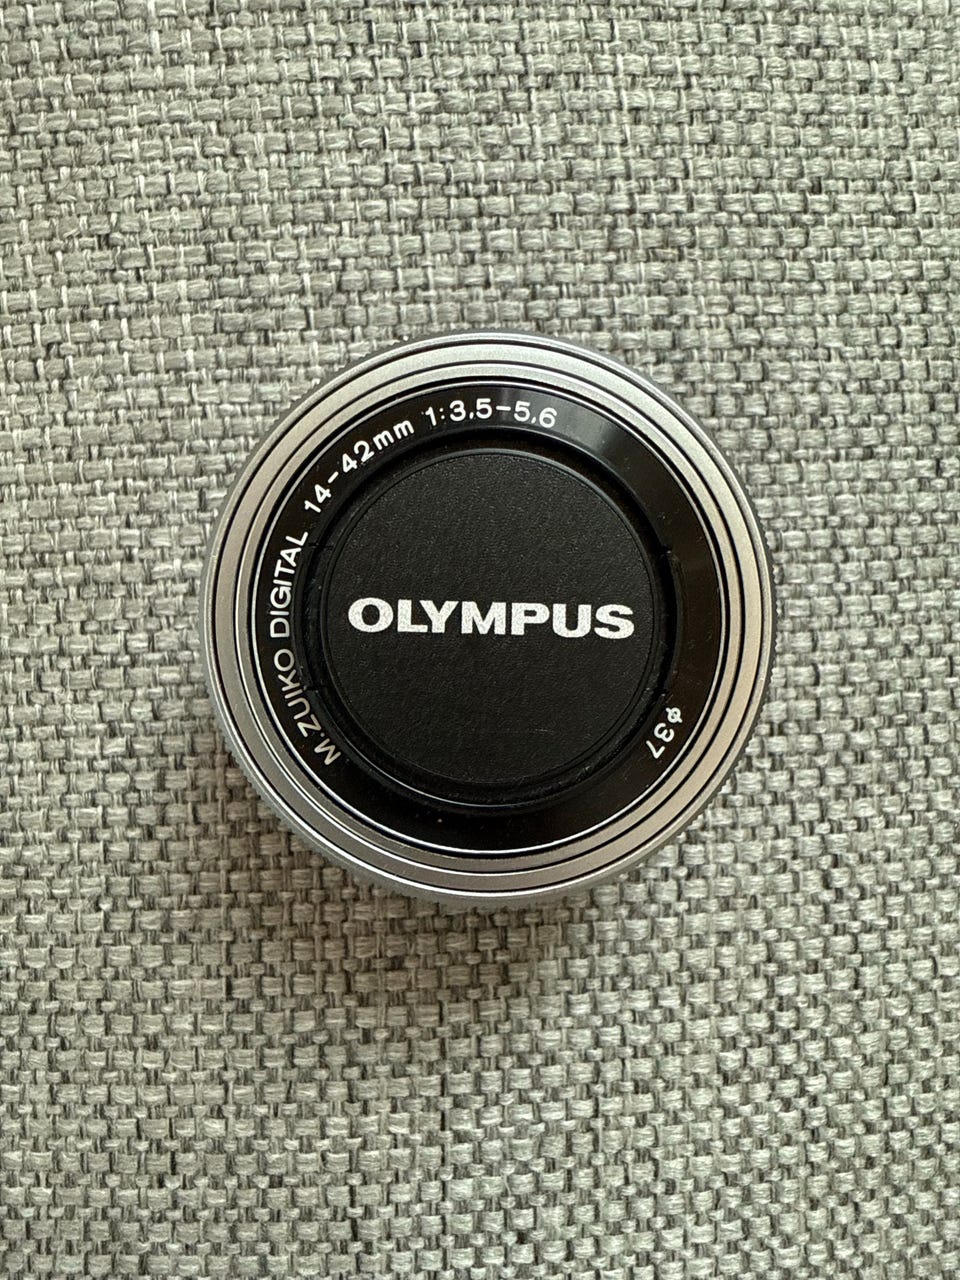 M.ZUIKO DIGITAL 14-42mm 1:3.5-5.6
OLYMPUS
ϕ37